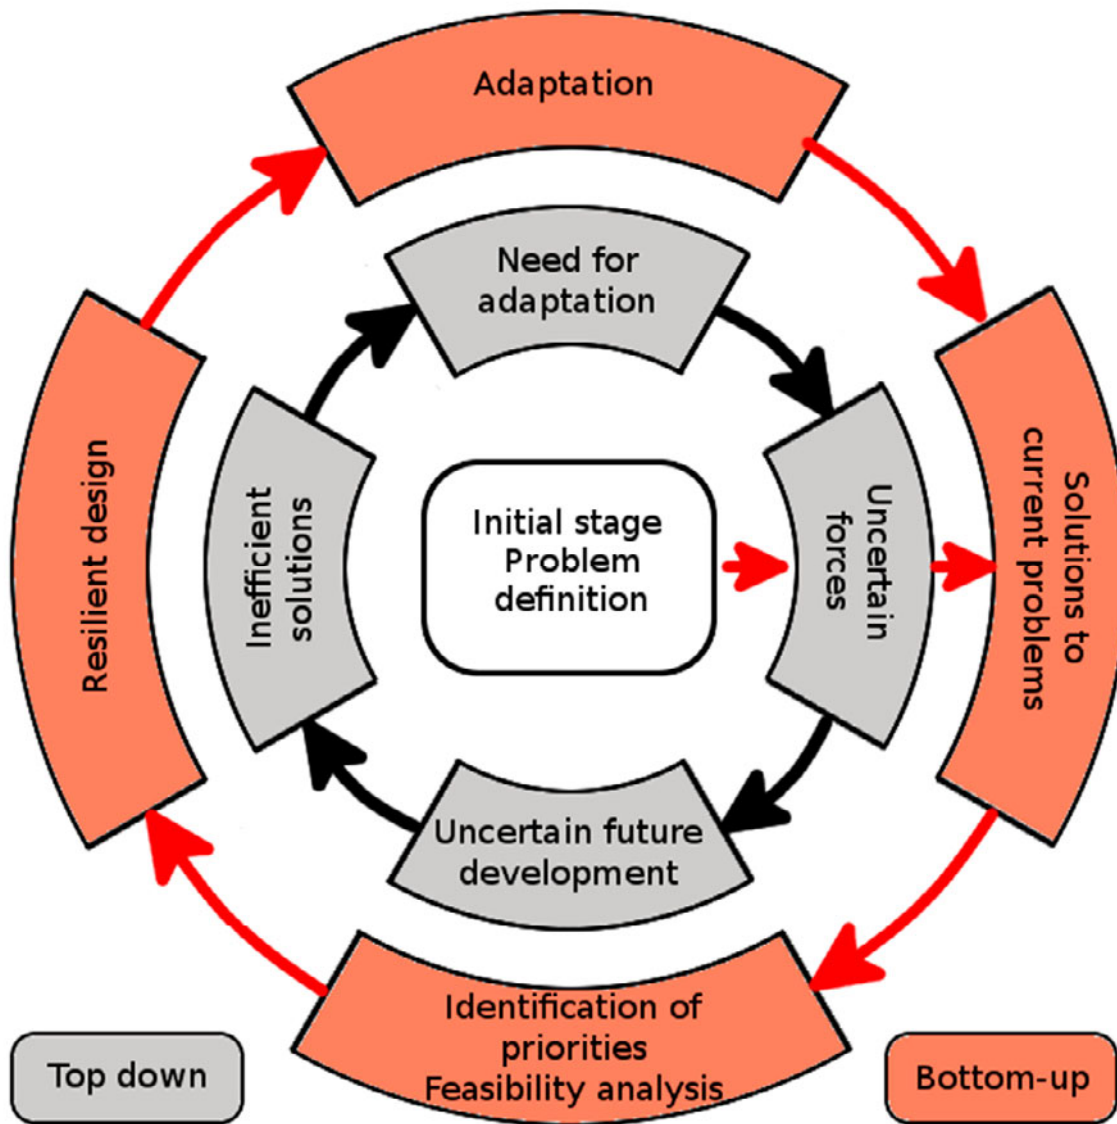 Adaptation
Need for
adaptation
Resilient design
Inefficient
solutions
Initial stage
Problem
definition
Uncertain
forces
Solutions to
current problems
Uncertain future
development
Identification of
priorities
Feasibility analysis
Top down
Bottom-up